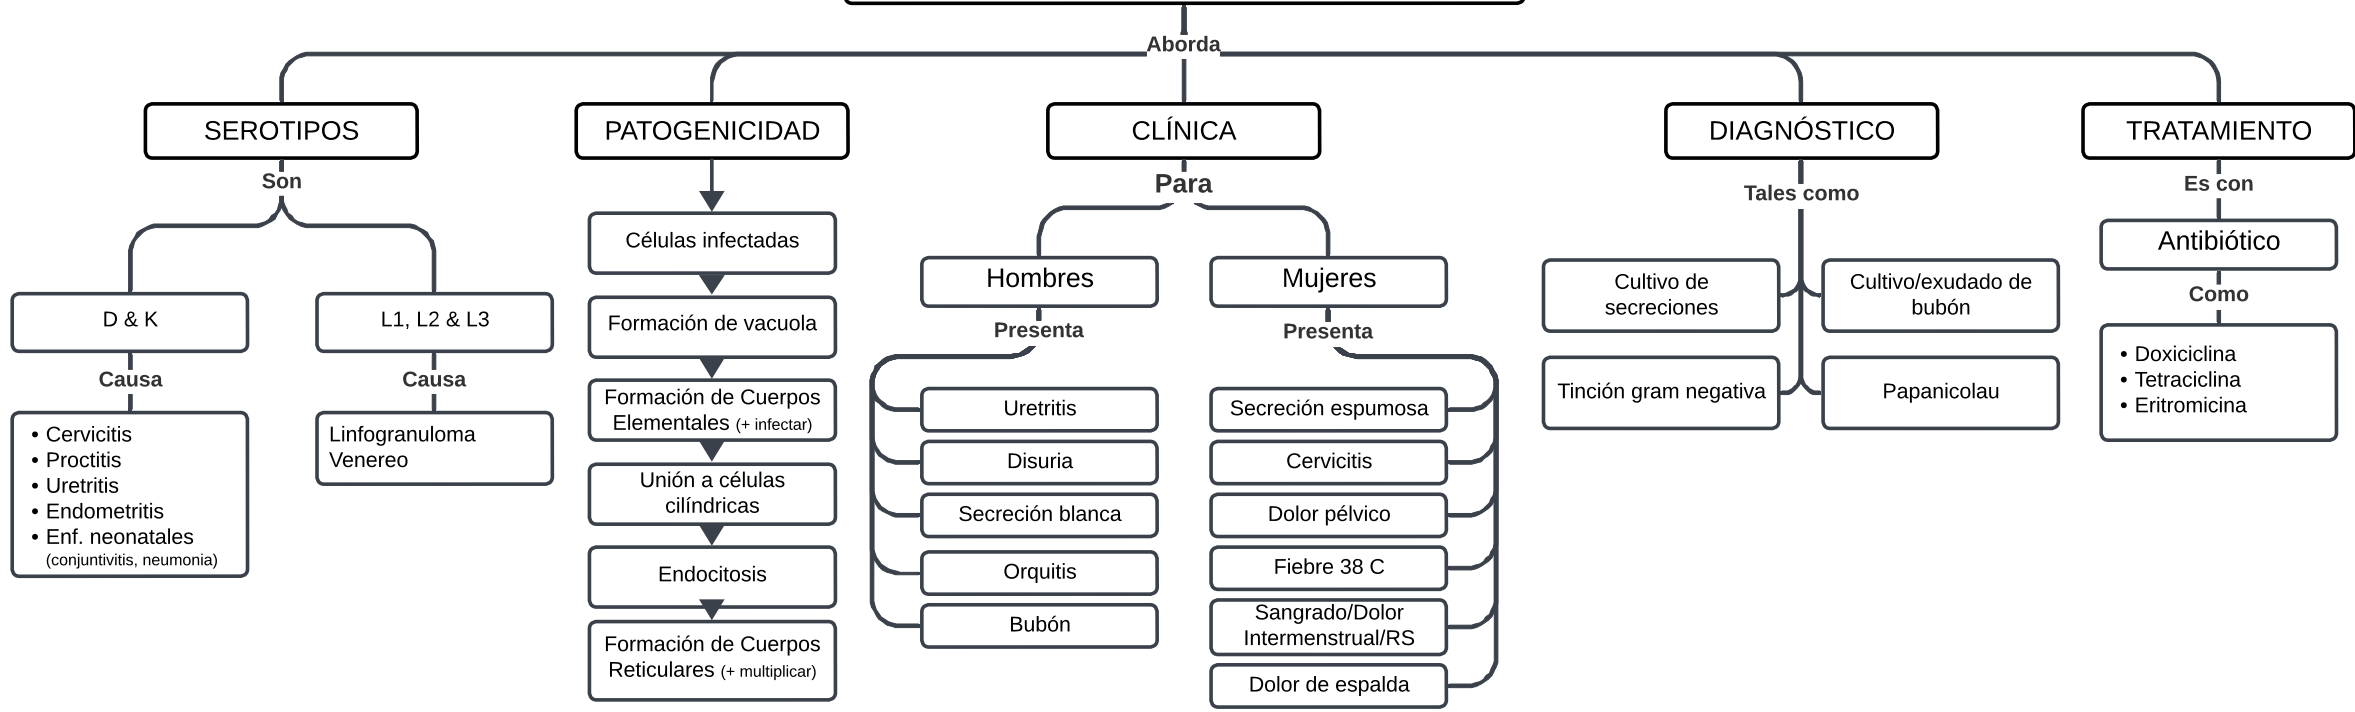 Aborda
SEROTIPOS
Son
D & K
Causa
• Cervicitis
• Proctitis
• Uretritis
• Endometritis
• Enf. neonatales
(conjuntivitis, neumonia)
L1, L2 & L3
Causa
Linfogranuloma
Venereo
PATOGENICIDAD
Células infectadas
Formación de vacuola
Formación de Cuerpos
Elementales (+ infectar)
Unión a células
cilíndricas
Endocitosis
Formación de Cuerpos
Reticulares (+ multiplicar)
CLÍNICA
Para
Hombres
Presenta
Uretritis
Disuria
Secreción blanca
Orquitis
Bubón
Mujeres
Presenta
Secreción espumosa
Cervicitis
Dolor pélvico
Fiebre 38 C
Sangrado/Dolor
Intermenstrual/RS
Dolor de espalda
DIAGNÓSTICO
Tales como
Cultivo de
secreciones
Cultivo/exudado de
bubón
Tinción gram negativa
Papanicolau
TRATAMIENTO
Es con
Antibiótico
Como
• Doxiciclina
• Tetraciclina
• Eritromicina